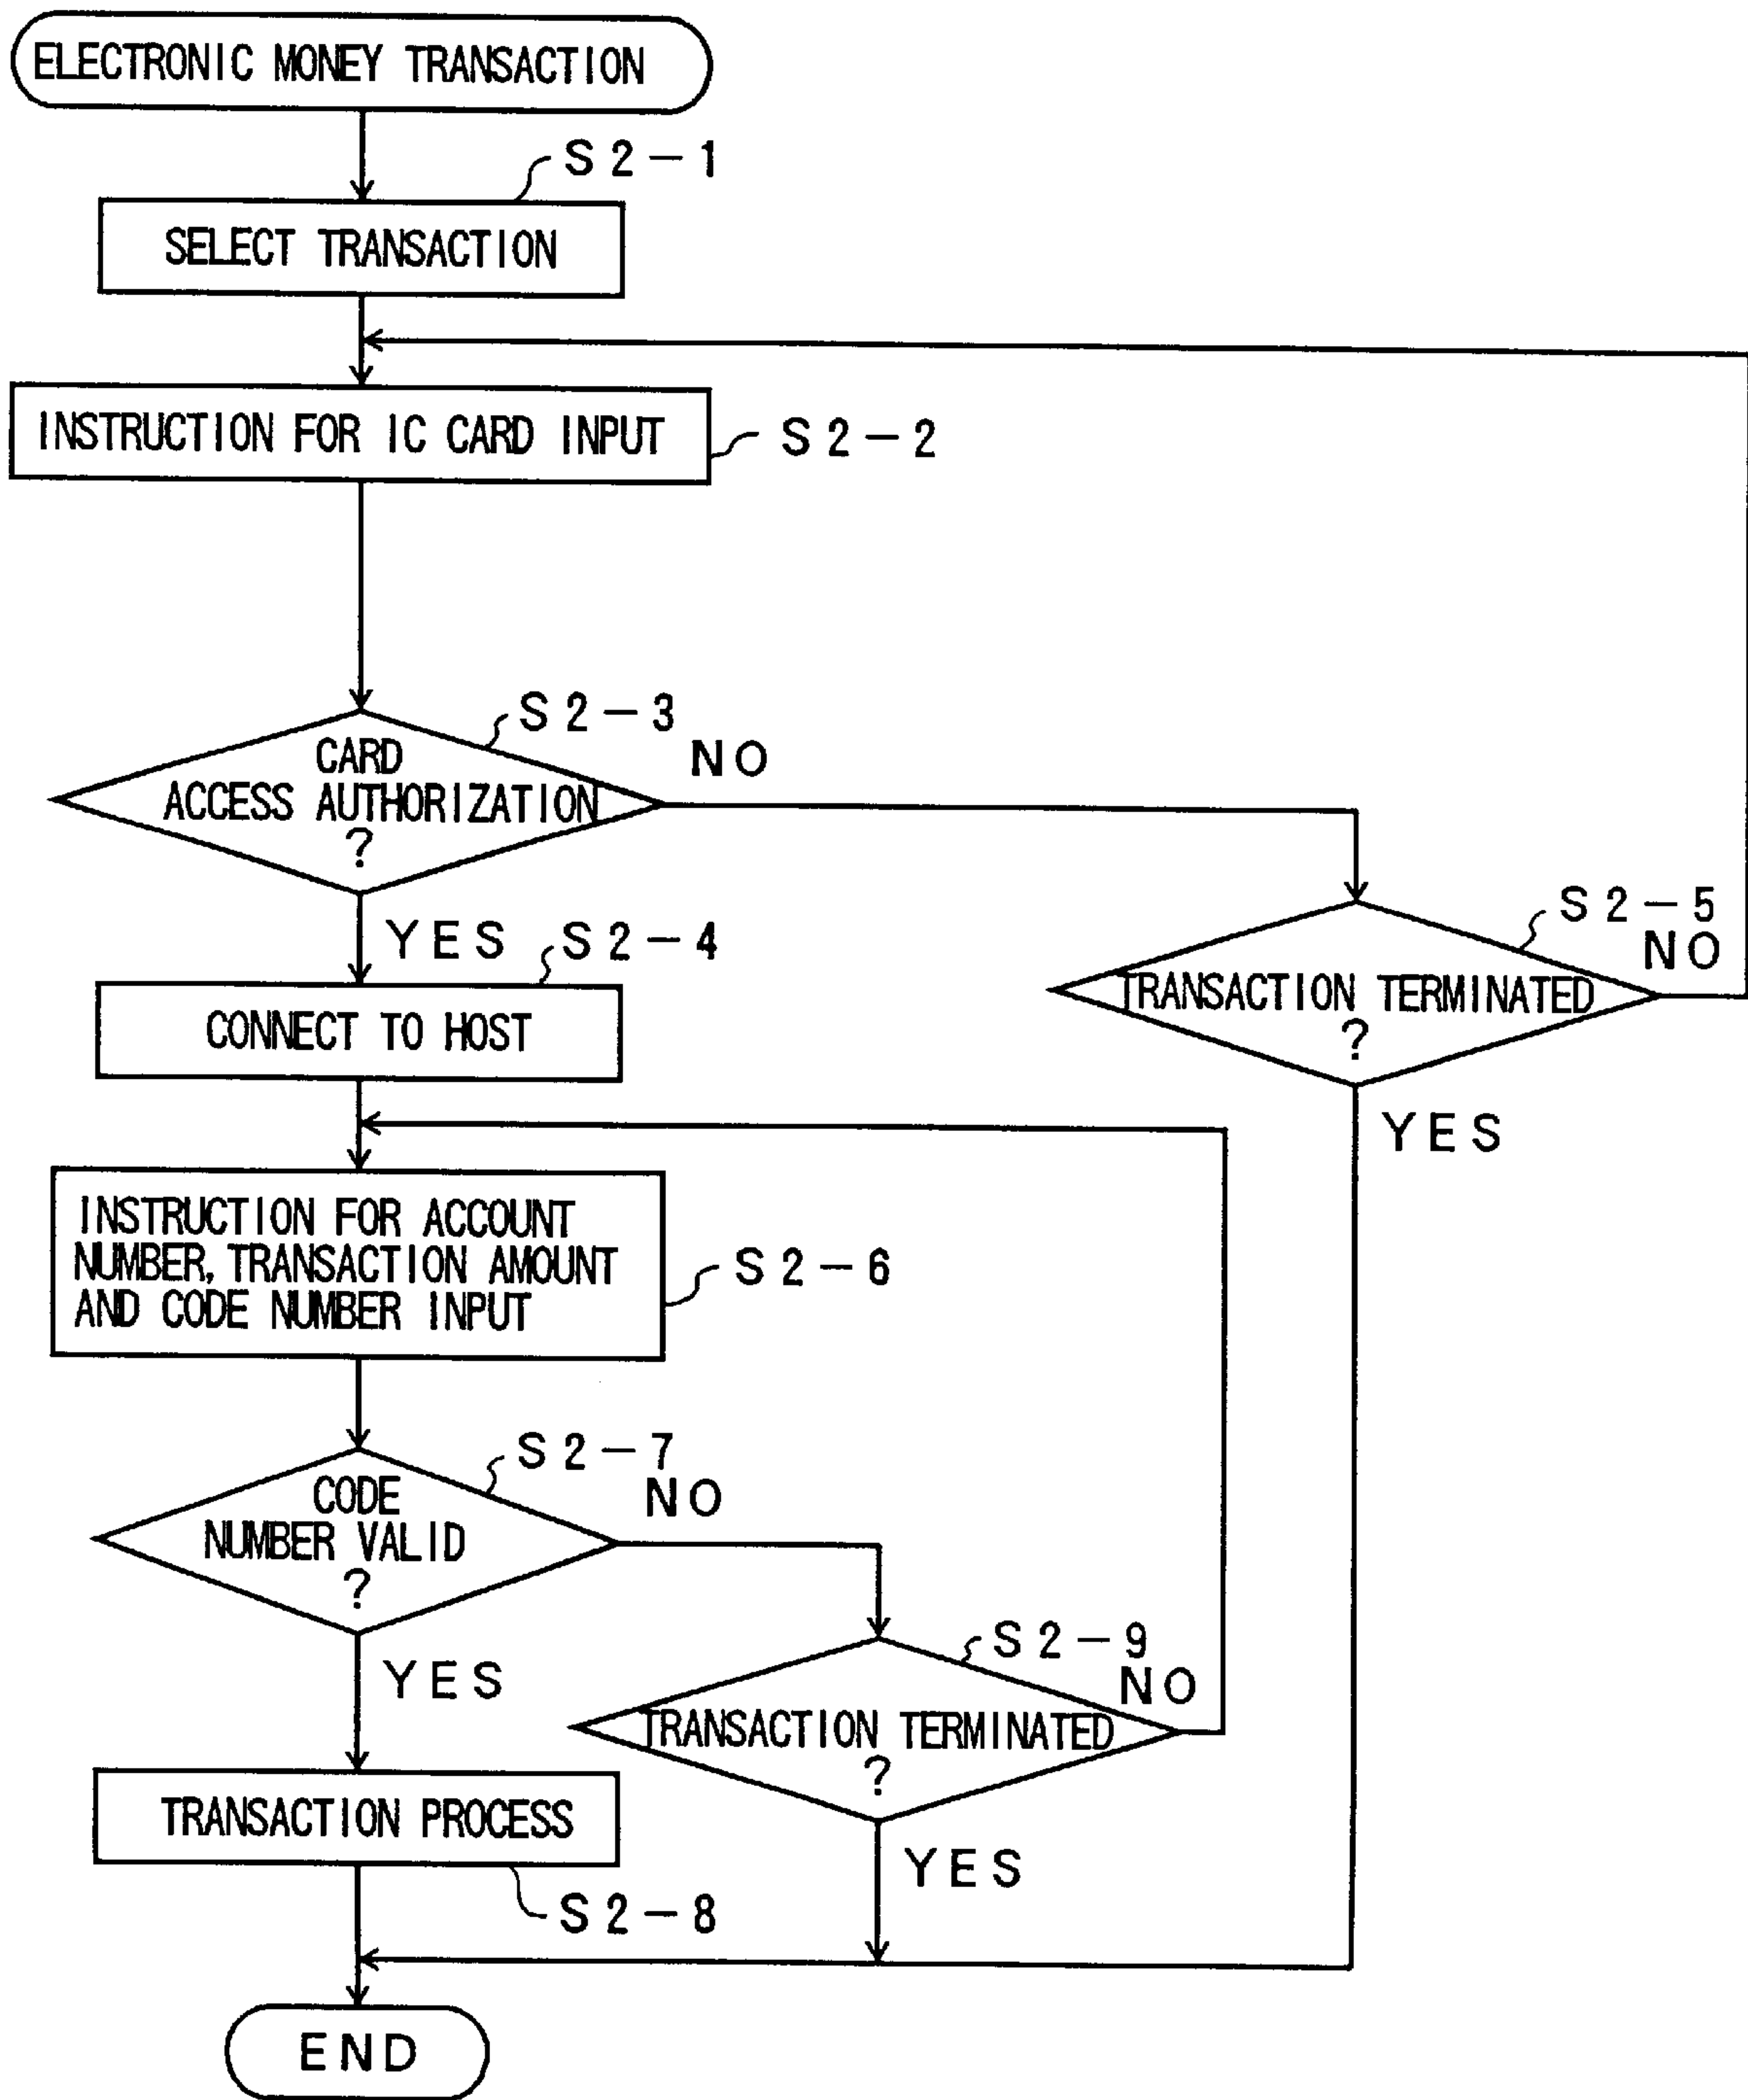 ELECTRONIC MONEY TRANSACTION
S2-1
SELECT TRANSACTION
INSTRUCTION FOR IC CARD INPUT
S2-2
S2-3
CARD
ACCESS AUTHORIZATION
?
NO
YES
S2-4
CONNECT TO HOST
S2-5
NO
TRANSACTION TERMINATED
?
YES
INSTRUCTION FOR ACCOUNT
NUMBER, TRANSACTION AMOUNT
AND CODE NUMBER INPUT
S2-6
S2-7
CODE
NUMBER VALID
?
NO
YES
S2-9
NO
TRANSACTION TERMINATED
?
YES
TRANSACTION PROCESS
S2-8
END